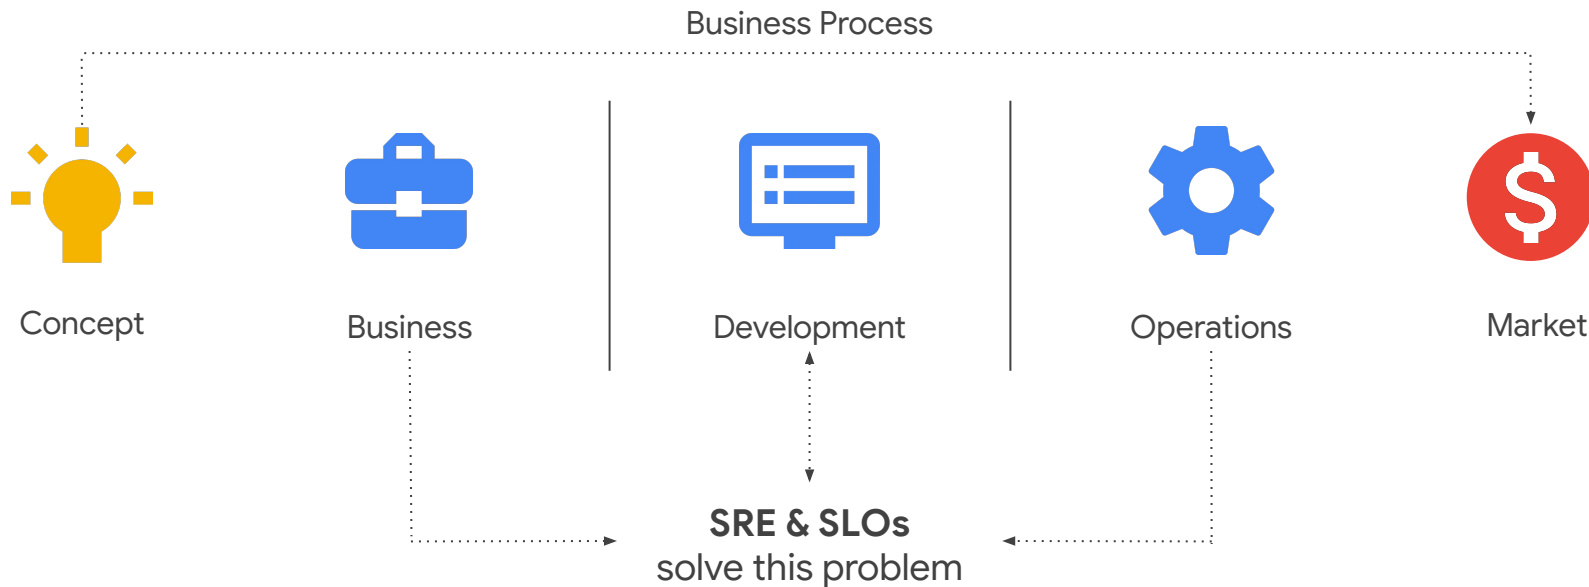 Business Process
Concept
Business
Development
Operations
Market
SRE & SLOs
solve this problem